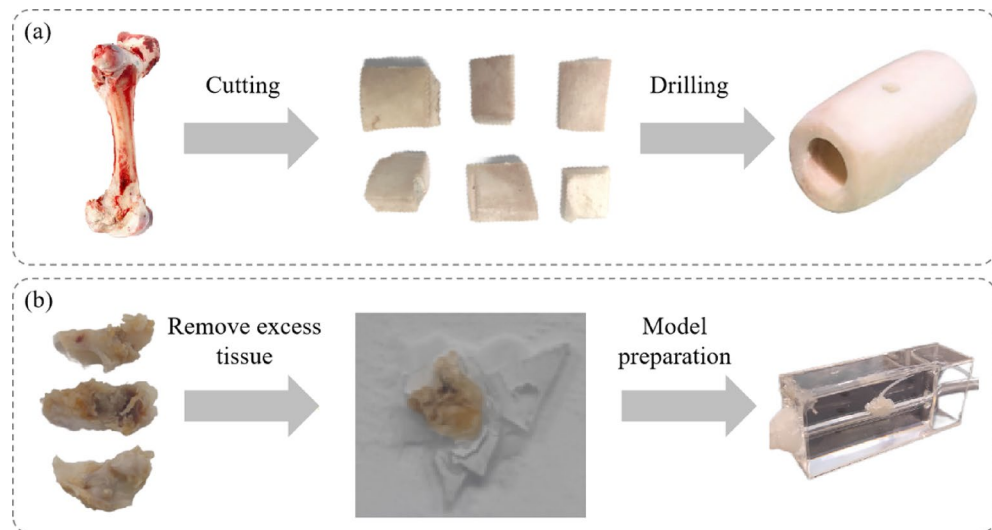 (a)
Cutting
Drilling
(b)
Remove excess
tissue
Model
preparation